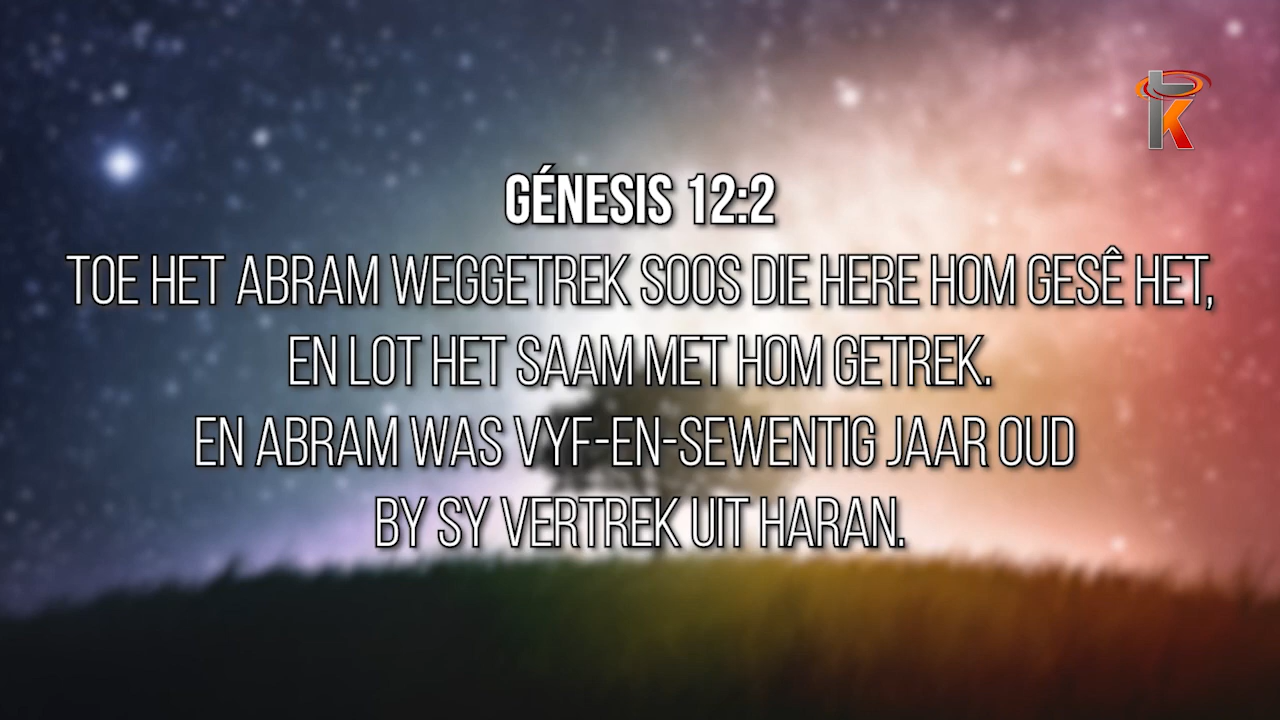 GÉNESIS 12:2
TOE HET ABRAM WEGGETREK SOOS DIE HERE HOM GESÊ HET,
EN LOT HET SAAM MET HOM GETREK.
EN ABRAM WAS VYF-EN-SEWENTIG JAAR OUD
BY SY VERTREK UIT HARAN.